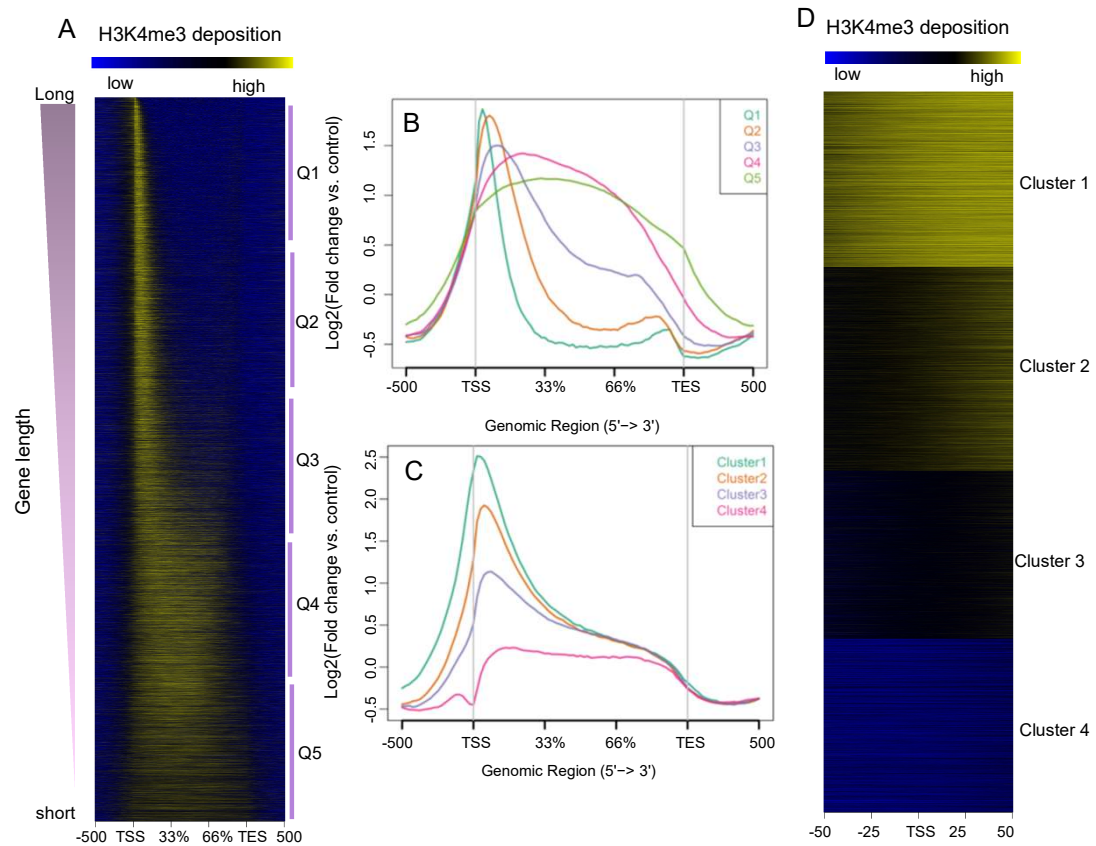 A
H3K4me3 deposition
low
high
Long
Gene length
short
Q1
Q2
Q3
Q4
Q5
-500 TSS 33% 66% TES 500
B
Log2(Fold change vs. control)
1.5
1.0
0.5
0.0
-0.5
Q1
Q2
Q3
Q4
Q5
-500 TSS 33% 66% TES 500
Genomic Region (5'−> 3')
C
Log2(Fold change vs. control)
2.5
2.0
1.5
1.0
0.5
0.0
-0.5
Cluster1
Cluster2
Cluster3
Cluster4
-500 TSS 33% 66% TES 500
Genomic Region (5'−> 3')
D
H3K4me3 deposition
low
high
Cluster 1
Cluster 2
Cluster 3
Cluster 4
-50 -25 TSS 25 50